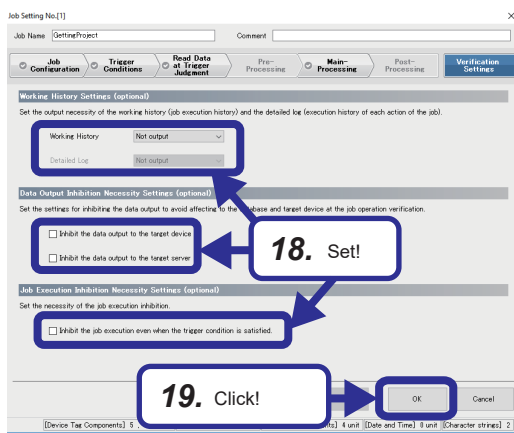 Job Setting No.[1]
Job Name GettingProject Comment
Job Configuration Trigger Conditions Read Data at Trigger Judgment Pre-Processing Main-Processing Post-Processing Verification Settings
Working History Settings (optional)
Set the output necessity of the working history (job execution history) and the detailed log (execution history of each action of the job).
Working History Not output
Detailed Log Not output
Data Output Inhibition Necessity Settings (optional)
Set the settings for inhibiting the data output to avoid affecting to the database and target device at the job operation verification.
Inhibit the data output to the target device
Inhibit the data output to the target server
18. Set!
Job Execution Inhibition Necessity Settings (optional)
Set the necessity of the job execution inhibition.
Inhibit the job execution even when the trigger condition is satisfied.
19. Click!
OK Cancel
[Device Tag Components] 5 4 unit [Date and Time] 0 unit [Character strings] 2